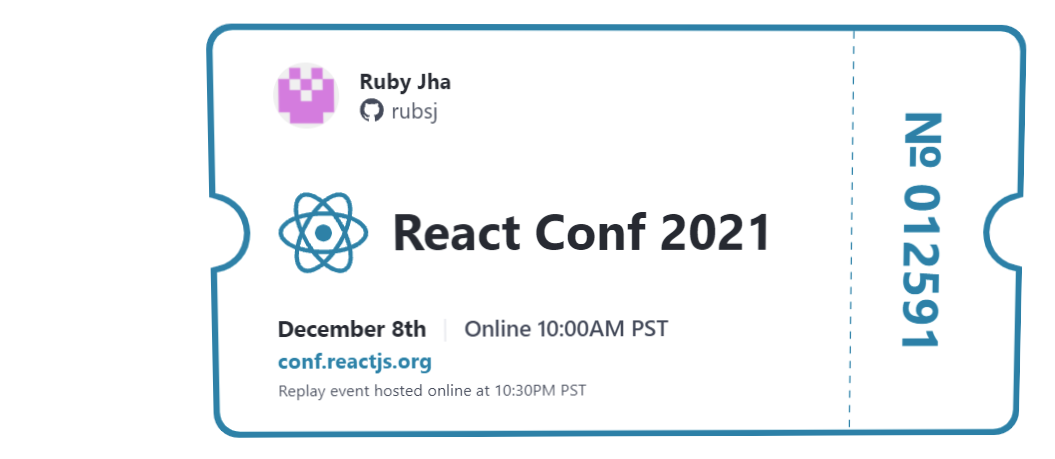 Ruby Jha
rubsj
React Conf 2021
December 8th Online 10:00AM PST
conf.reactjs.org
Replay event hosted online at 10:30PM PST
№ 012591